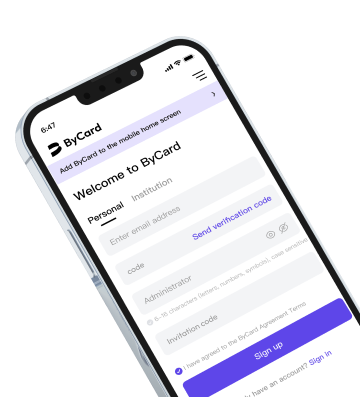 6:47
ByCard
Add ByCard to the mobile home screen
Welcome to ByCard
Personal Institution
Enter email address
code Send verification code
Administrator
6-16 characters (letters, numbers, symbols), case sensitive
Invitation code
I have agreed to the ByCard Agreement Terms
Sign up
have an account? Sign In